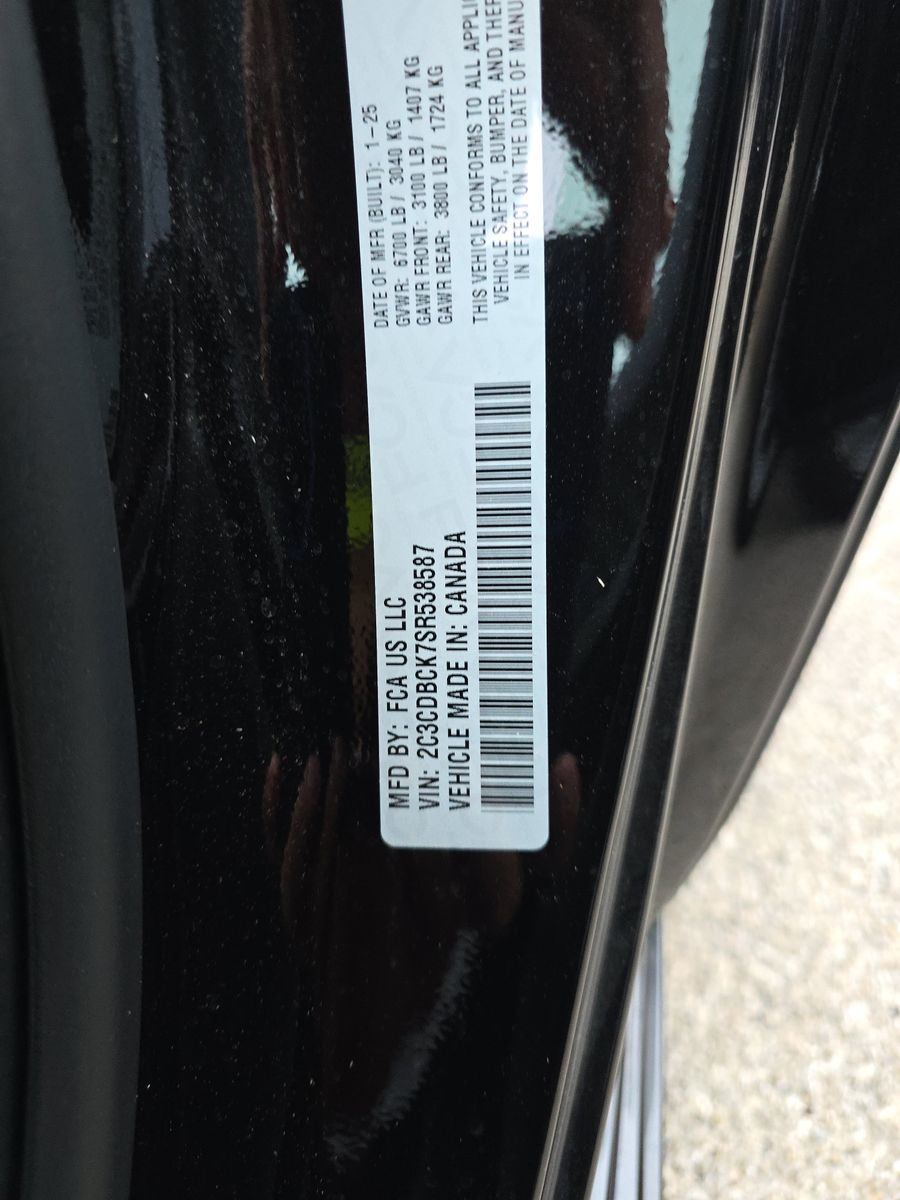 MFD BY: FCA US LLC
VIN: 2C3CDBCK7SR538587
VEHICLE MADE IN: CANADA
DATE OF MFR (BUILT): 1-25
GVWR: 6700 LB / 3040 KG
GAWR FRONT: 3100 LB / 1407 KG
GAWR REAR: 3800 LB / 1724 KG
THIS VEHICLE CONFORMS TO ALL APPLI
VEHICLE SAFETY, BUMPER, AND THEF
IN EFFECT ON THE DATE OF MANU